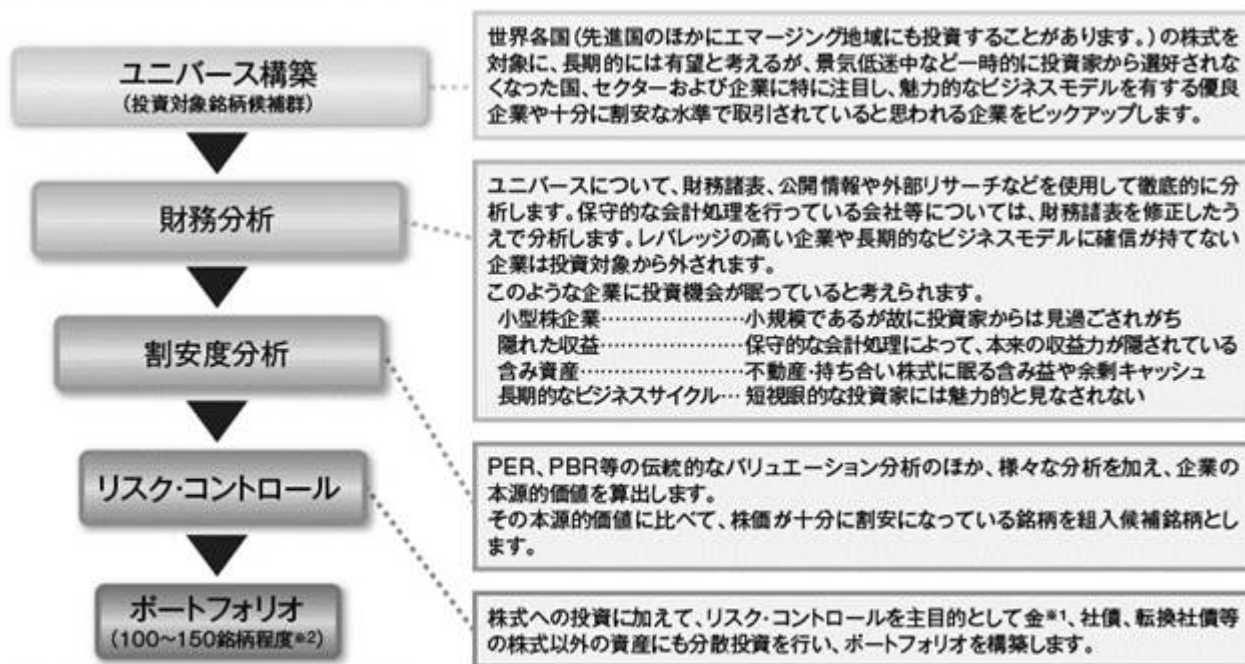 ユニバース構築
(投資対象銘柄候補群)
世界各国(先進国のほかにエマージング地域にも投資することがあります。)の株式を
対象に、長期的には有望と考えるが、景気低迷中など一時的に投資家から選好されな
くなった国、セクターおよび企業に特に注目し、魅力的なビジネスモデルを有する優良
企業や十分に割安な水準で取引されていると思われる企業をピックアップします。
財務分析
ユニバースについて、財務諸表、公開情報や外部リサーチなどを使用して徹底的に分
析します。保守的な会計処理を行っている会社等については、財務諸表を修正したう
えで分析します。レバレッジの高い企業や長期的なビジネスモデルに確信が持てない
企業は投資対象から外されます。
このような企業に投資機会が眠っていると考えられます。
小型株企業…………………小規模であるが故に投資家からは見過ごされがち
隠れた収益…………………保守的な会計処理によって、本来の収益力が隠されている
含み資産……………………不動産・持ち合い株式に眠る含み益や余剰キャッシュ
長期的なビジネスサイクル…短視眼的な投資家には魅力的と見なされない
割安度分析
PER、PBR等の伝統的なバリュエーション分析のほか、様々な分析を加え、企業の
本源的価値を算出します。
その本源的価値に比べて、株価が十分に割安になっている銘柄を組入候補銘柄とし
ます。
リスク・コントロール
株式への投資に加えて、リスク・コントロールを主目的として金※1、社債、転換社債等
の株式以外の資産にも分散投資を行い、ポートフォリオを構築します。
ポートフォリオ
(100〜150銘柄程度※2)